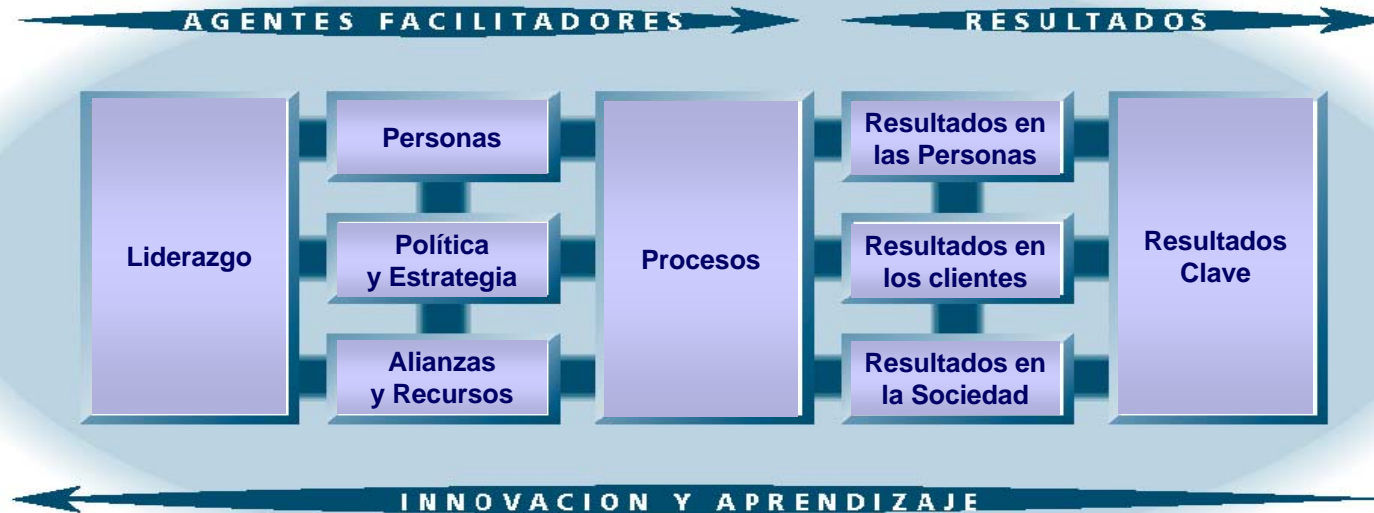 AGENTES FACILITADORES
RESULTADOS
Liderazgo
Personas
Política
y Estrategia
Alianzas
y Recursos
Procesos
Resultados en
las Personas
Resultados en
los clientes
Resultados en
la Sociedad
Resultados
Clave
INNOVACION Y APRENDIZAJE